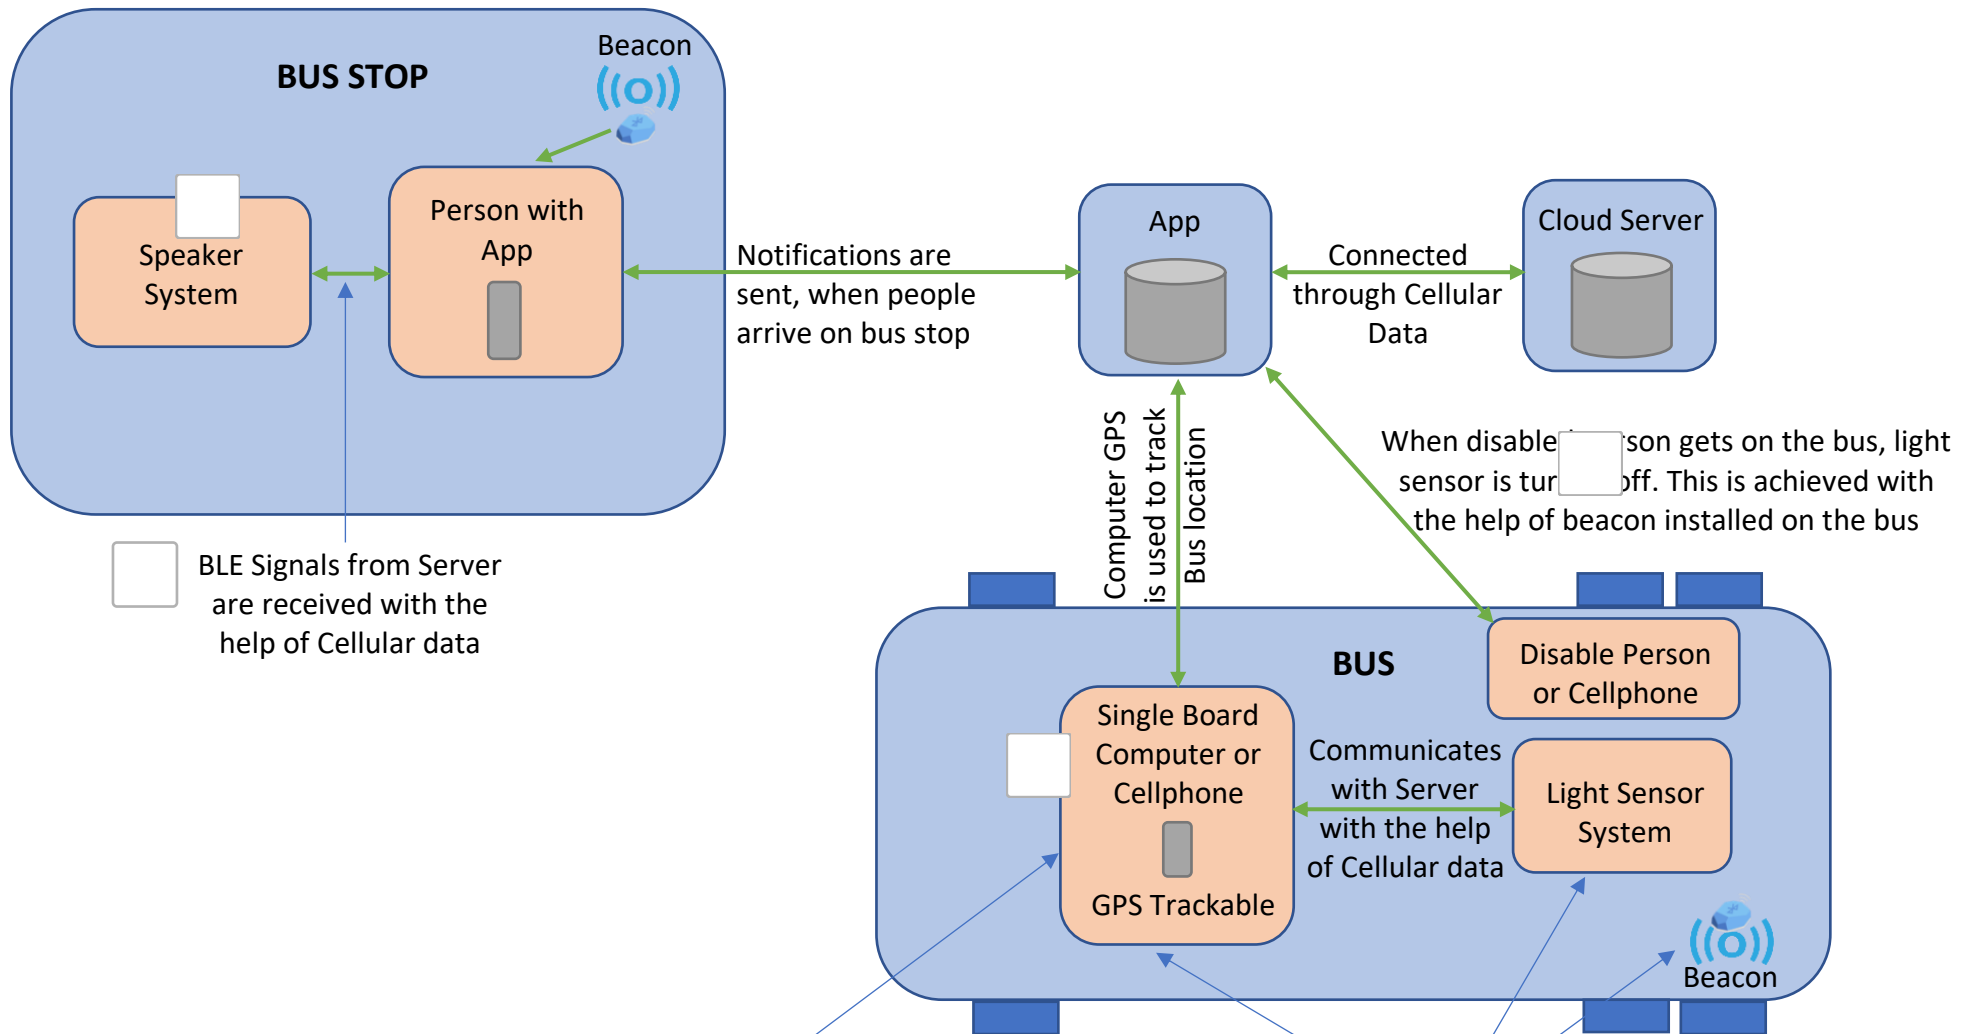 BUS STOP
Beacon
Speaker
System
Person with
App
Notifications are
sent, when people
arrive on bus stop
App
Connected
through Cellular
Data
Cloud Server
BLE Signals from Server
are received with the
help of Cellular data
Computer GPS
is used to track
Bus location
When gets on the bus, light
sensor is This is achieved with
the help of beacon installed on the bus
BUS
Disable Person
or Cellphone
Single Board
Computer or
Cellphone
GPS Trackable
Communicates
with Server
with the help
of Cellular data
Light Sensor
System
Beacon